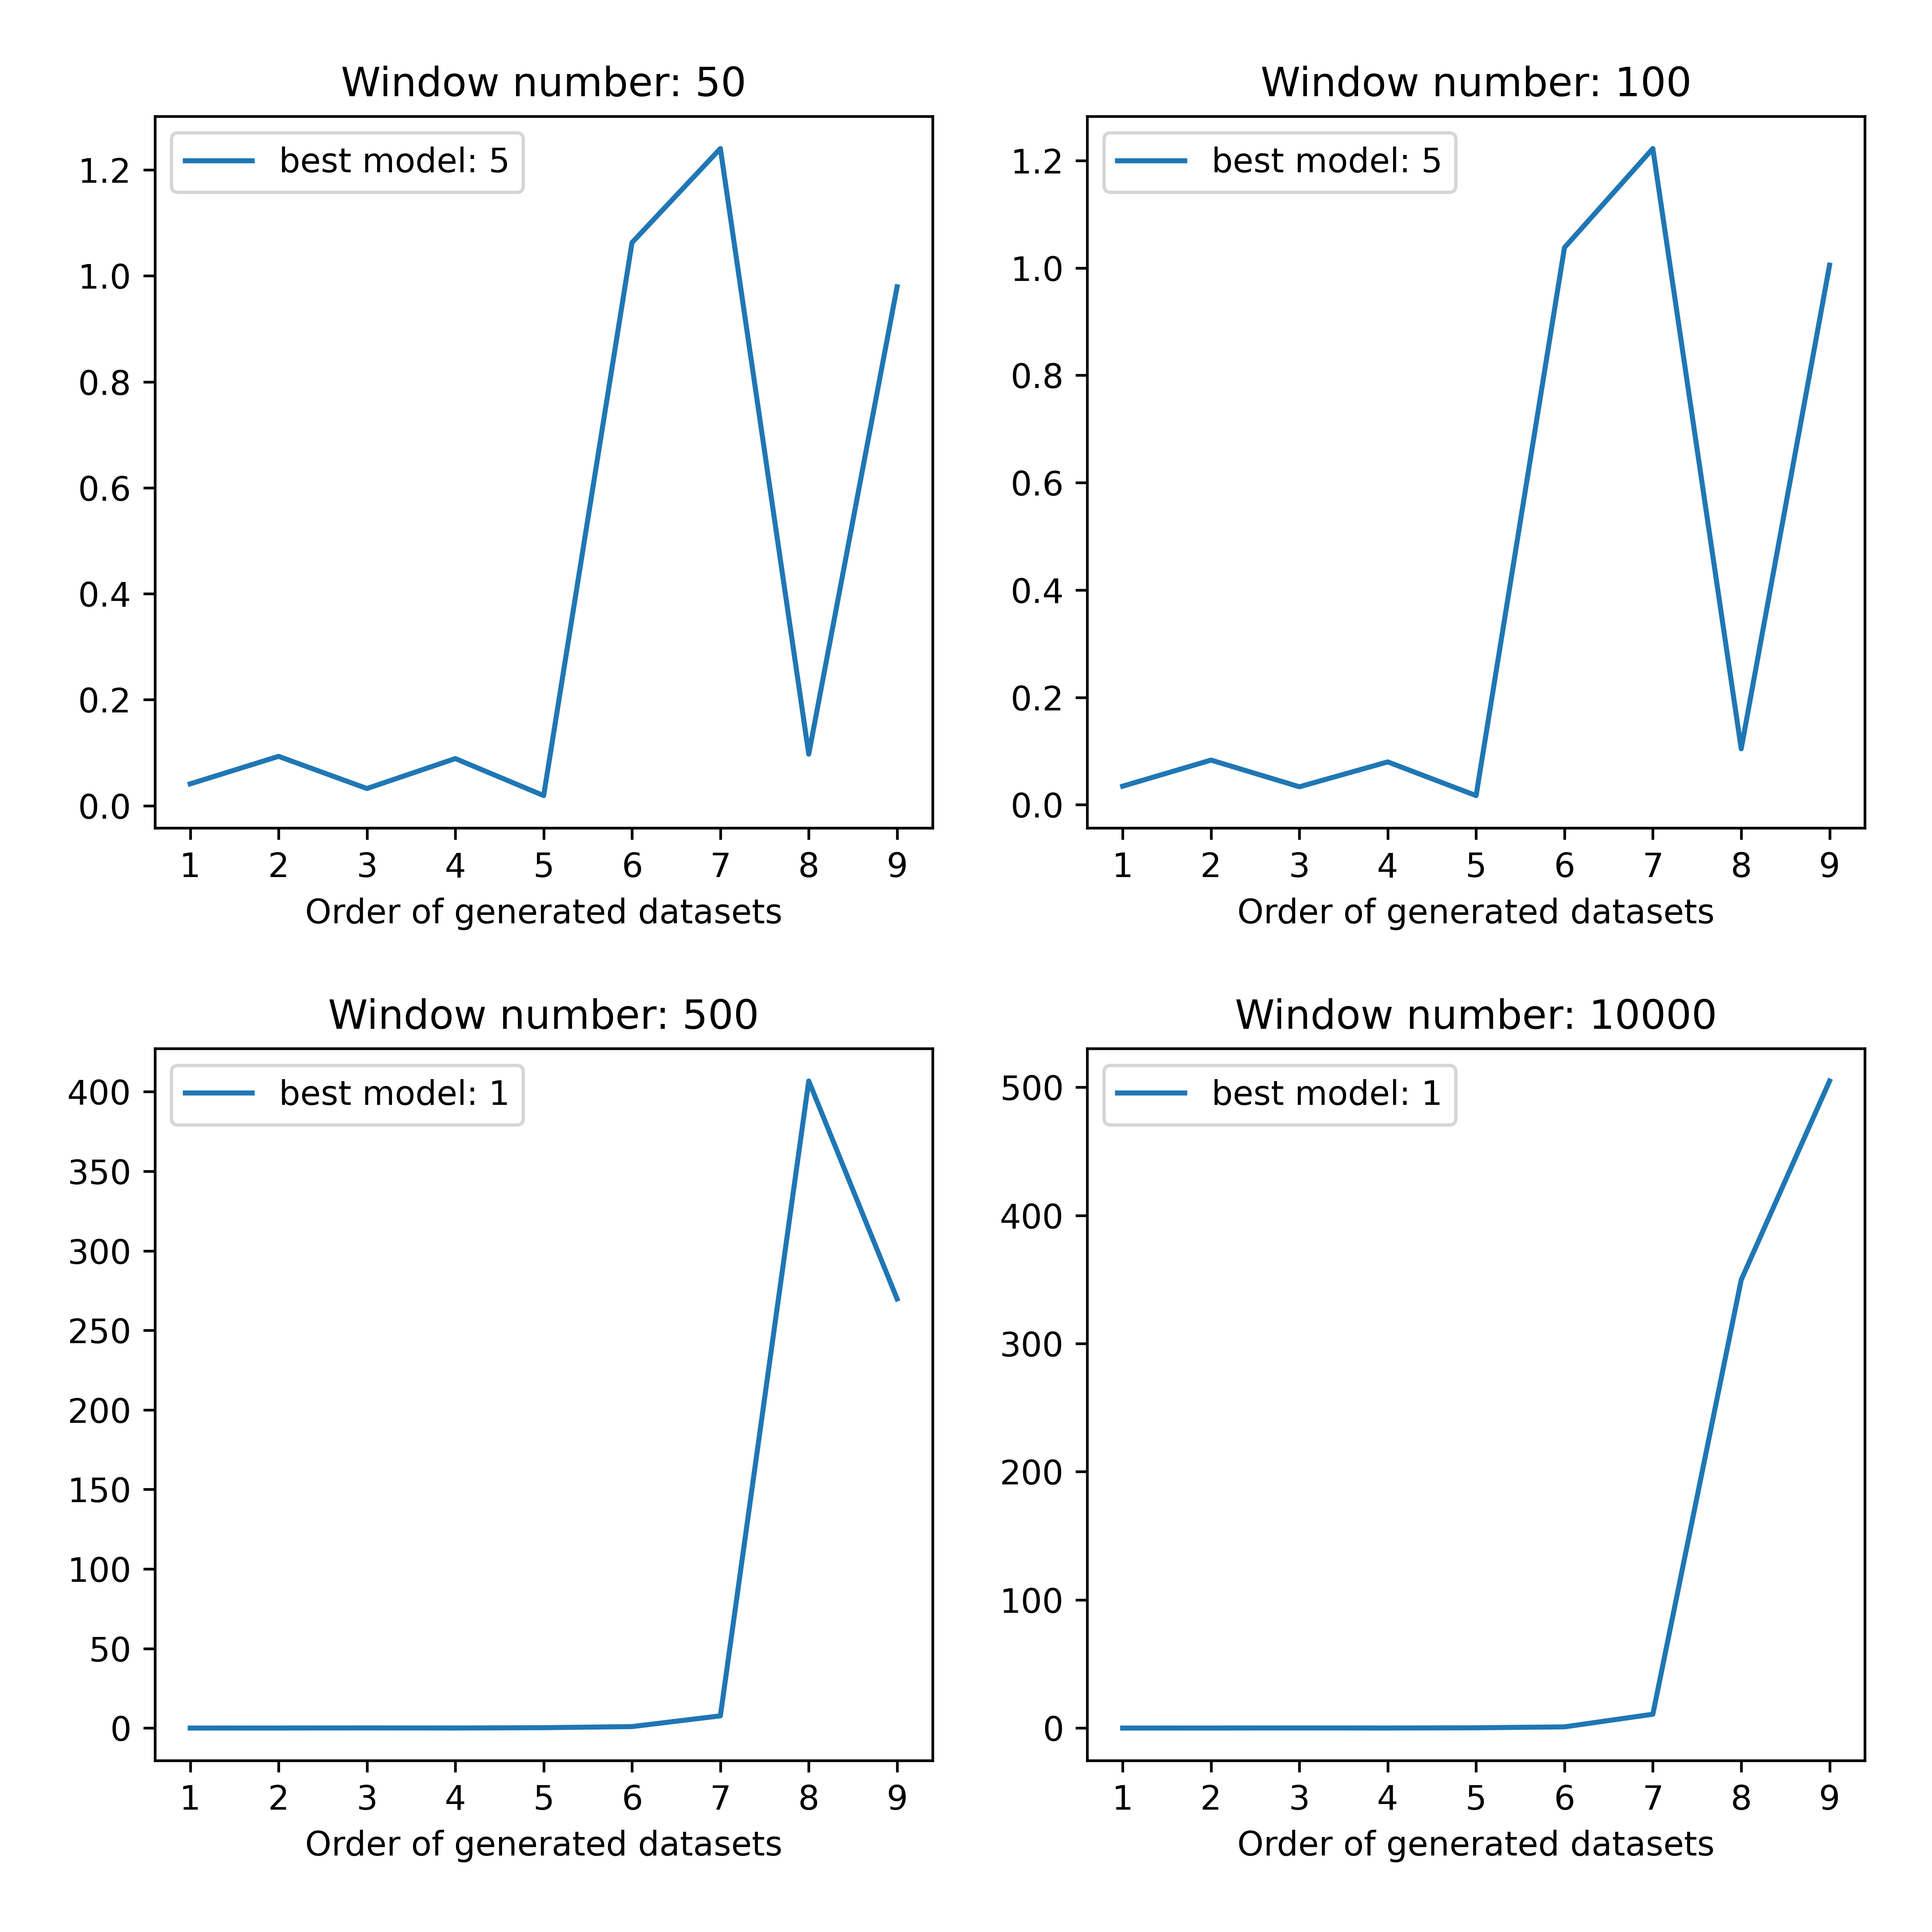 Window number: 50
best model: 5
1.2
1.0
0.8
0.6
0.4
0.2
0.0
1 2 3 4 5 6 7 8 9
Order of generated datasets
Window number: 100
best model: 5
1.2
1.0
0.8
0.6
0.4
0.2
0.0
1 2 3 4 5 6 7 8 9
Order of generated datasets
Window number: 500
best model: 1
400
350
300
250
200
150
100
50
0
1 2 3 4 5 6 7 8 9
Order of generated datasets
Window number: 10000
best model: 1
500
400
300
200
100
0
1 2 3 4 5 6 7 8 9
Order of generated datasets